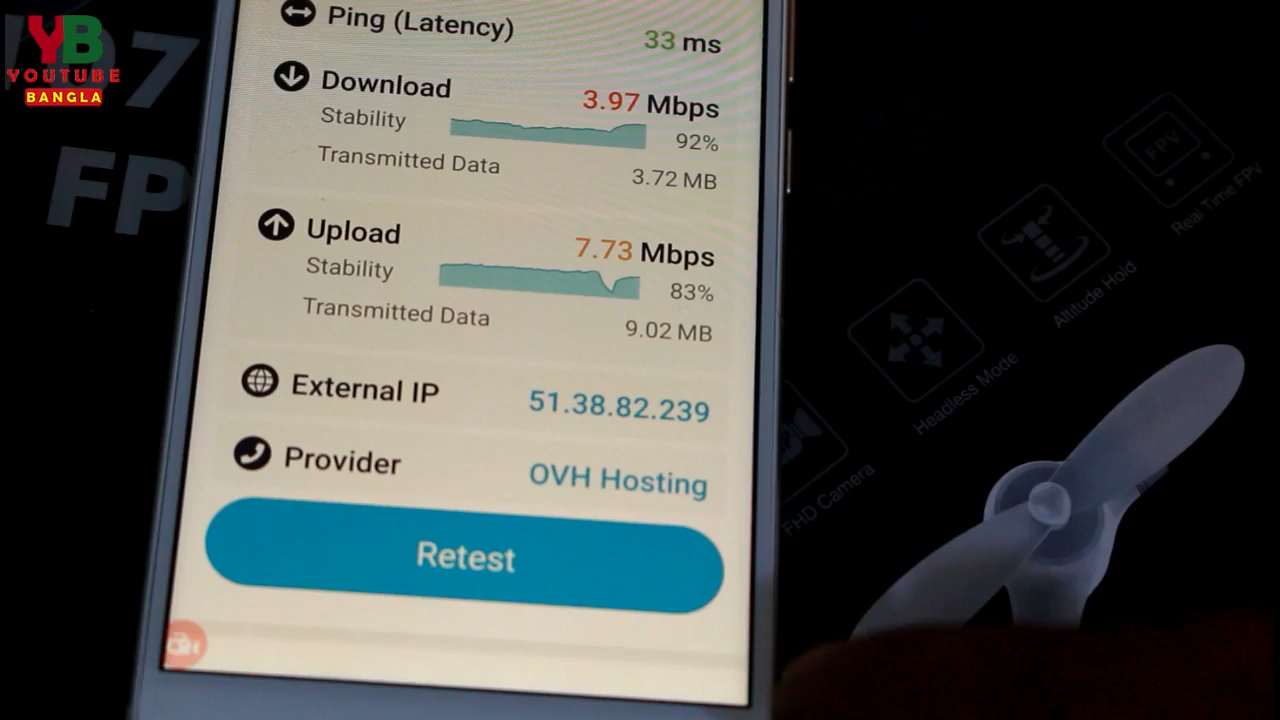 YB
YOUTUBE
BANGLA
7
FP
Ping (Latency) 33 ms
Download 3.97 Mbps
Stability 92%
Transmitted Data 3.72 MB
Upload 7.73 Mbps
Stability 83%
Transmitted Data 9.02 MB
External IP 51.38.82.239
Provider OVH Hosting
Retest
FPV
Real Time FPV
Altitude Hold
Headless Mode
FHD Camera